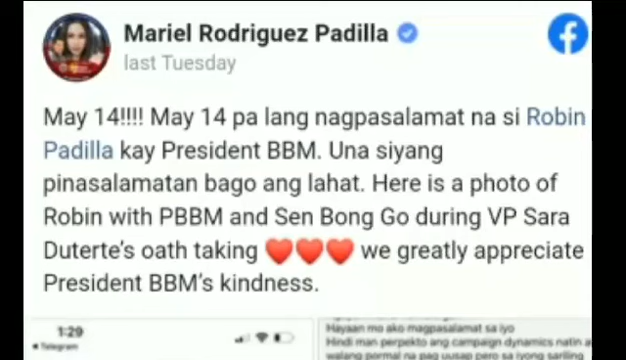 Mariel Rodriguez Padilla
last Tuesday
May 14!!!! May 14 pa lang nagpasalamat na si Robin
Padilla kay President BBM. Una siyang
pinasalamatan bago ang lahat. Here is a photo of
Robin with PBBM and Sen Bong Go during VP Sara
Duterte's oath taking ❤️❤️❤️ we greatly appreciate
President BBM's kindness.
1:29
Telegram
Hayaan mo ako magpasalamat sa iyo
Hindi man perpekto ang campaign dynamics natin a
walang pormal na pag uusap pero sa iyong sariling